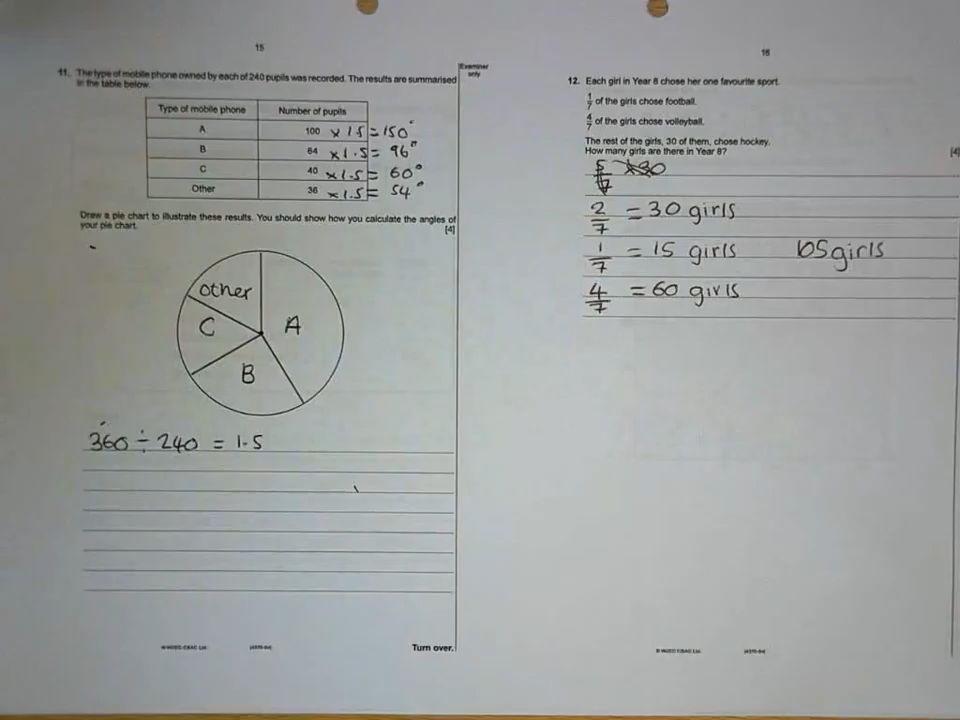 15
11. The type of mobile phone owned by each of 240 pupils was recorded. The results are summarised
in the table below.
Examiner
only
Type of mobile phone Number of pupils
A 100 × 1.5 = 150°
B 64 × 1.5 = 96°
C 40 × 1.5 = 60°
Other 36 × 1.5 = 54°
Draw a pie chart to illustrate these results. You should show how you calculate the angles of
your pie chart. [4]
other
C
A
B
360 ÷ 240 = 1.5
© WJEC CBAC Ltd.
Turn over.
16
12. Each girl in Year 8 chose her one favourite sport.
1/7 of the girls chose football.
4/7 of the girls chose volleyball.
The rest of the girls, 30 of them, chose hockey.
How many girls are there in Year 8? [4]
2/7 = 30 girls
1/7 = 15 girls 105 girls
4/7 = 60 girls
© WJEC CBAC Ltd.